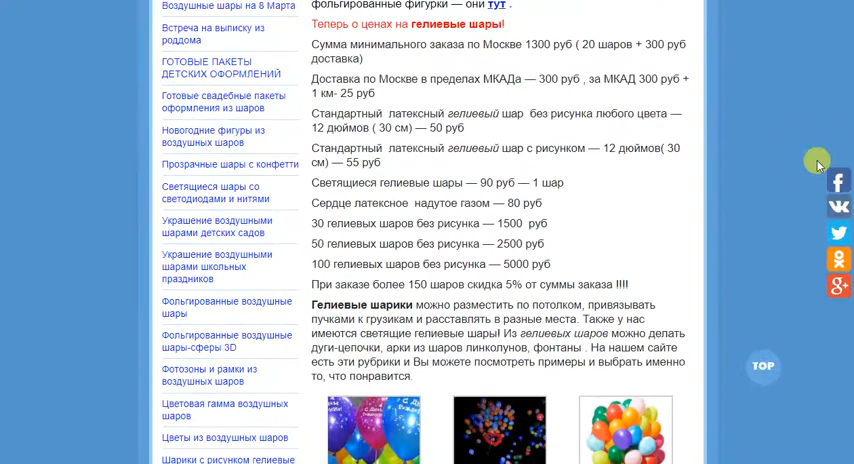 Воздушные шары на 8 Марта
Встреча на выписку из
роддома
ГОТОВЫЕ ПАКЕТЫ
ДЕТСКИХ ОФОРМЛЕНИЙ
Готовые свадебные пакеты
оформления из шаров
Новогодние фигуры из
воздушных шаров
Прозрачные шары с конфетти
Светящиеся шары со
светодиодами и нитями
Украшение воздушными
шарами детских садов
Украшение воздушными
шарами школьных
праздников
Фольгированные воздушные
шары
Фольгированные воздушные
шары-сферы 3D
Фотозоны и рамки из
воздушных шаров
Цветовая гамма воздушных
шаров
Цветы из воздушных шаров
Шарики с рисунком гелиевые
фольгированные фигурки — они тут .
Теперь о ценах на гелиевые шары!
Сумма минимального заказа по Москве 1300 руб ( 20 шаров + 300 руб
доставка)
Доставка по Москве в пределах МКАДа — 300 руб , за МКАД 300 руб +
1 км- 25 руб
Стандартный латексный гелиевый шар без рисунка любого цвета —
12 дюймов ( 30 см) — 50 руб
Стандартный латексный гелиевый шар с рисунком — 12 дюймов( 30
см) — 55 руб
Светящиеся гелиевые шары — 90 руб — 1 шар
Сердце латексное надутое газом — 80 руб
30 гелиевых шаров без рисунка — 1500 руб
50 гелиевых шаров без рисунка — 2500 руб
100 гелиевых шаров без рисунка — 5000 руб
При заказе более 150 шаров скидка 5% от суммы заказа !!!!
Гелиевые шарики можно разместить по потолком, привязывать
пучками к грузикам и расставлять в разные места. Также у нас
имеются светящие гелиевые шары! Из гелиевых шаров можно делать
дуги-цепочки, арки из шаров линколунов, фонтаны . На нашем сайте
есть эти рубрики и Вы можете посмотреть примеры и выбрать именно
то, что понравится.
TOP